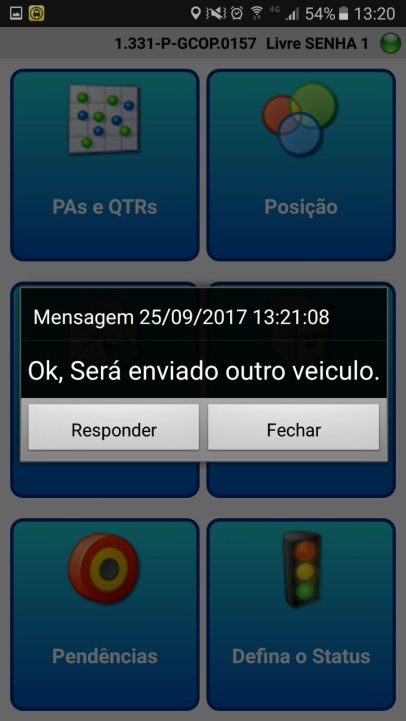 4G 54% 13:20
1.331-P-GCOP.0157 Livre SENHA 1
PAs e QTRs Posição
Mensagem 25/09/2017 13:21:08
Ok, Será enviado outro veiculo.
Responder Fechar
Pendências Defina o Status